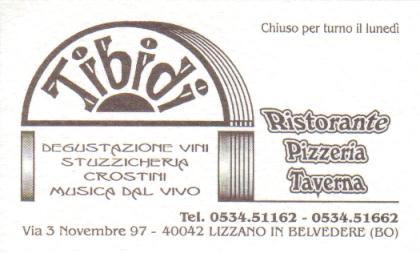 Chiuso per turno il lunedì
Tibidi
DEGUSTAZIONE VINI
STUZZICHERIA
CROSTINI
MUSICA DAL VIVO
Ristorante
Pizzeria
Taverna
Tel. 0534.51162 - 0534.51662
Via 3 Novembre 97 - 40042 LIZZANO IN BELVEDERE (BO)